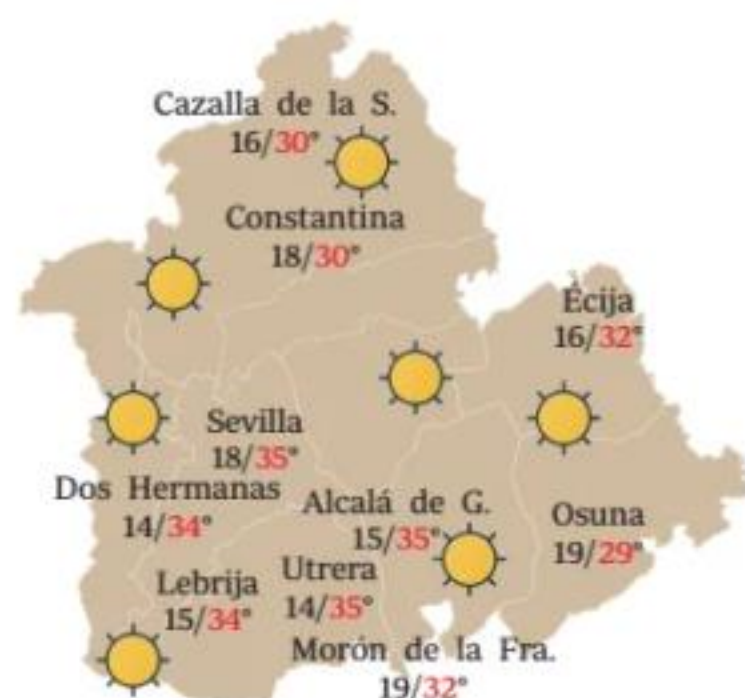 Cazalla de la S.
16/30°
Constantina
18/30°
Écija
16/32°
Sevilla
18/35°
Dos Hermanas
14/34°
Alcalá de G.
15/35°
Osuna
19/29°
Lebrija
15/34°
Utrera
14/35°
Morón de la Fra.
19/32°